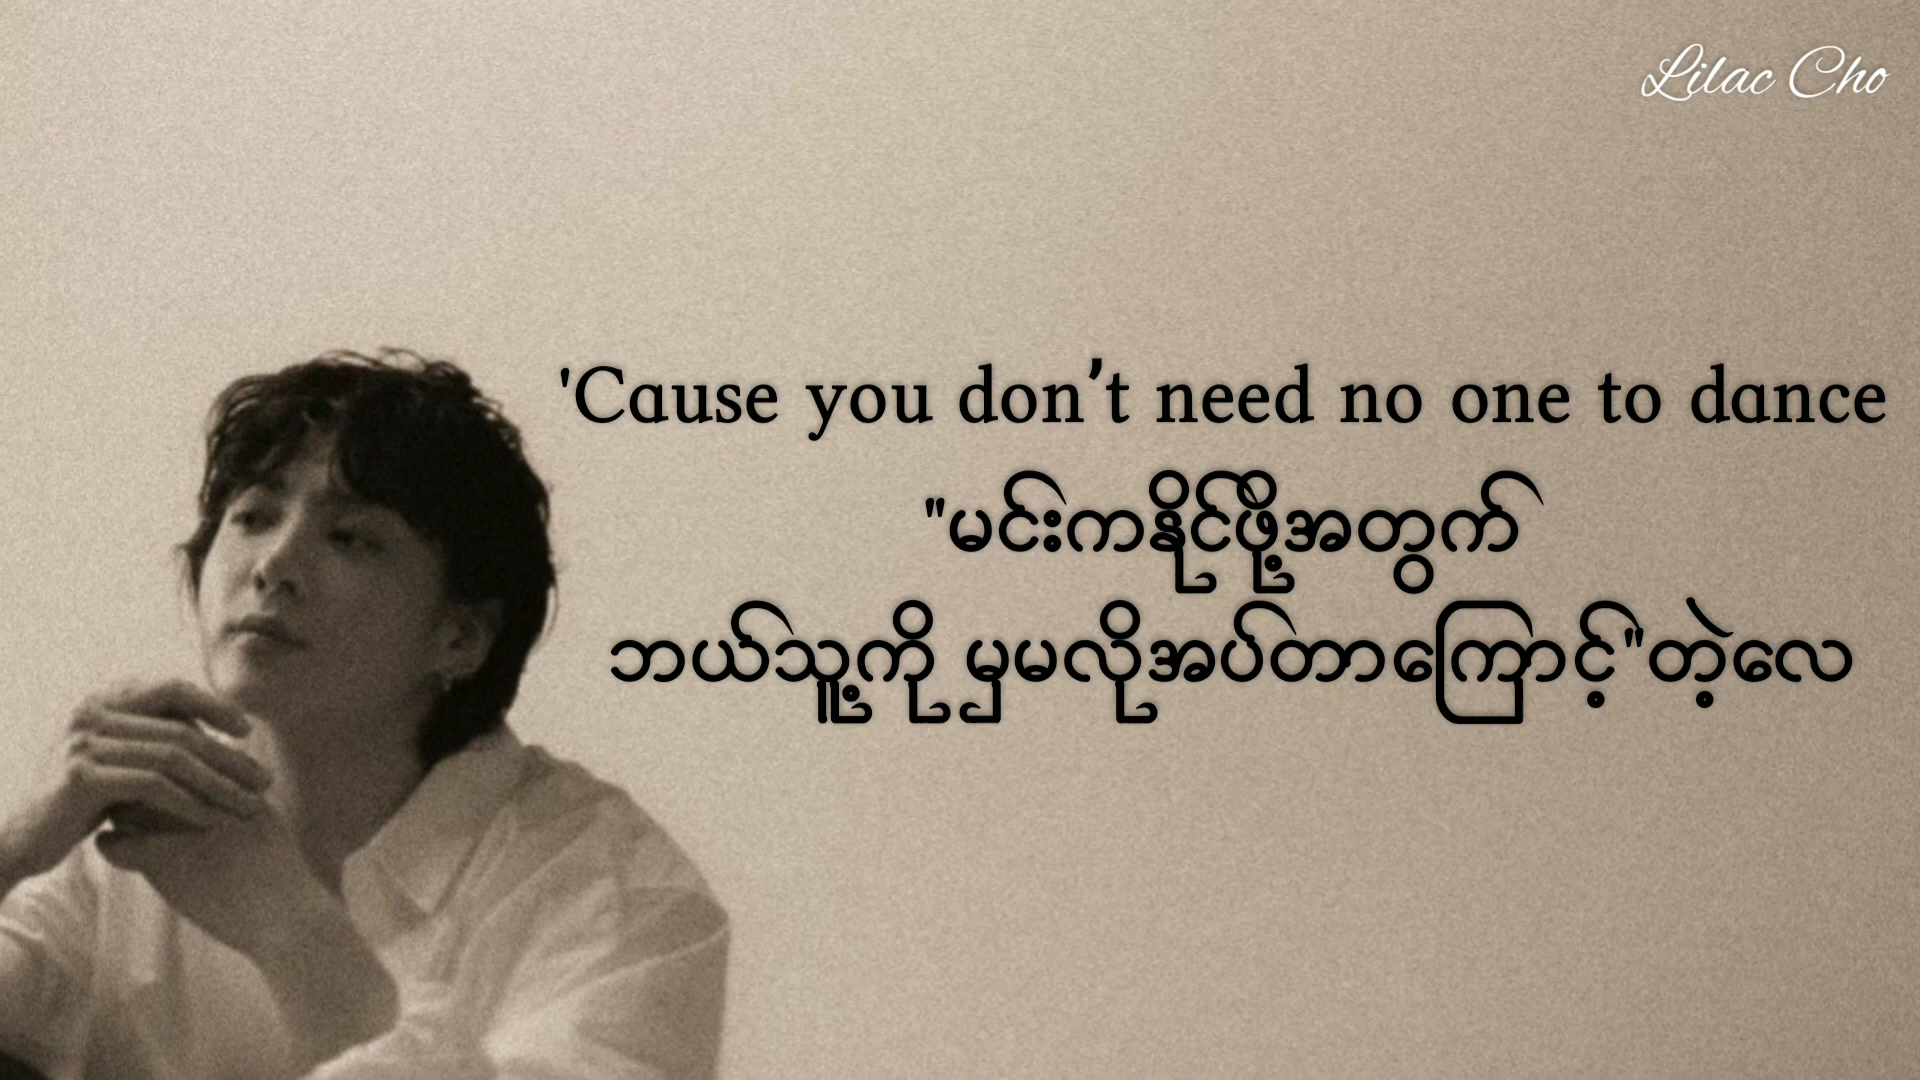 Lilac Cho
'Cause you don't need no one to dance
"မင်းကနိုင်ဖို့အတွက်
ဘယ်သူ့ကို မှမလိုအပ်တာကြောင့်"တဲ့လေ